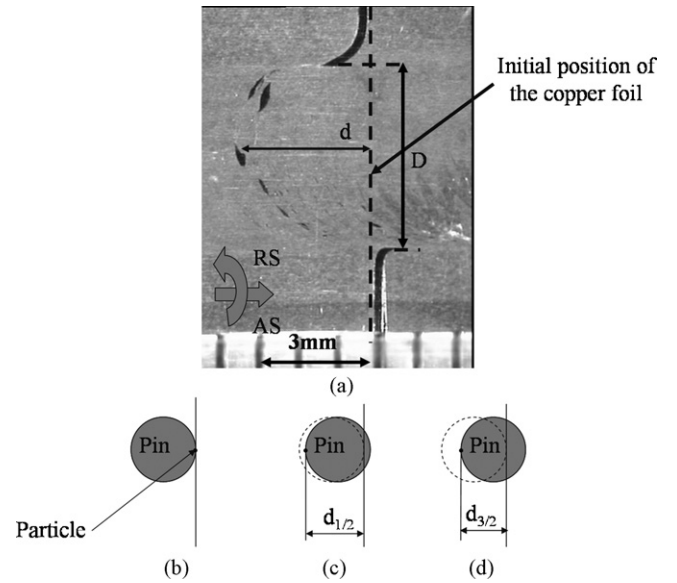 Initial position of
the copper foil
d
D
RS
AS
3mm
(a)
Pin
Pin
Pin
Particle
d1/2
d3/2
(b)
(c)
(d)